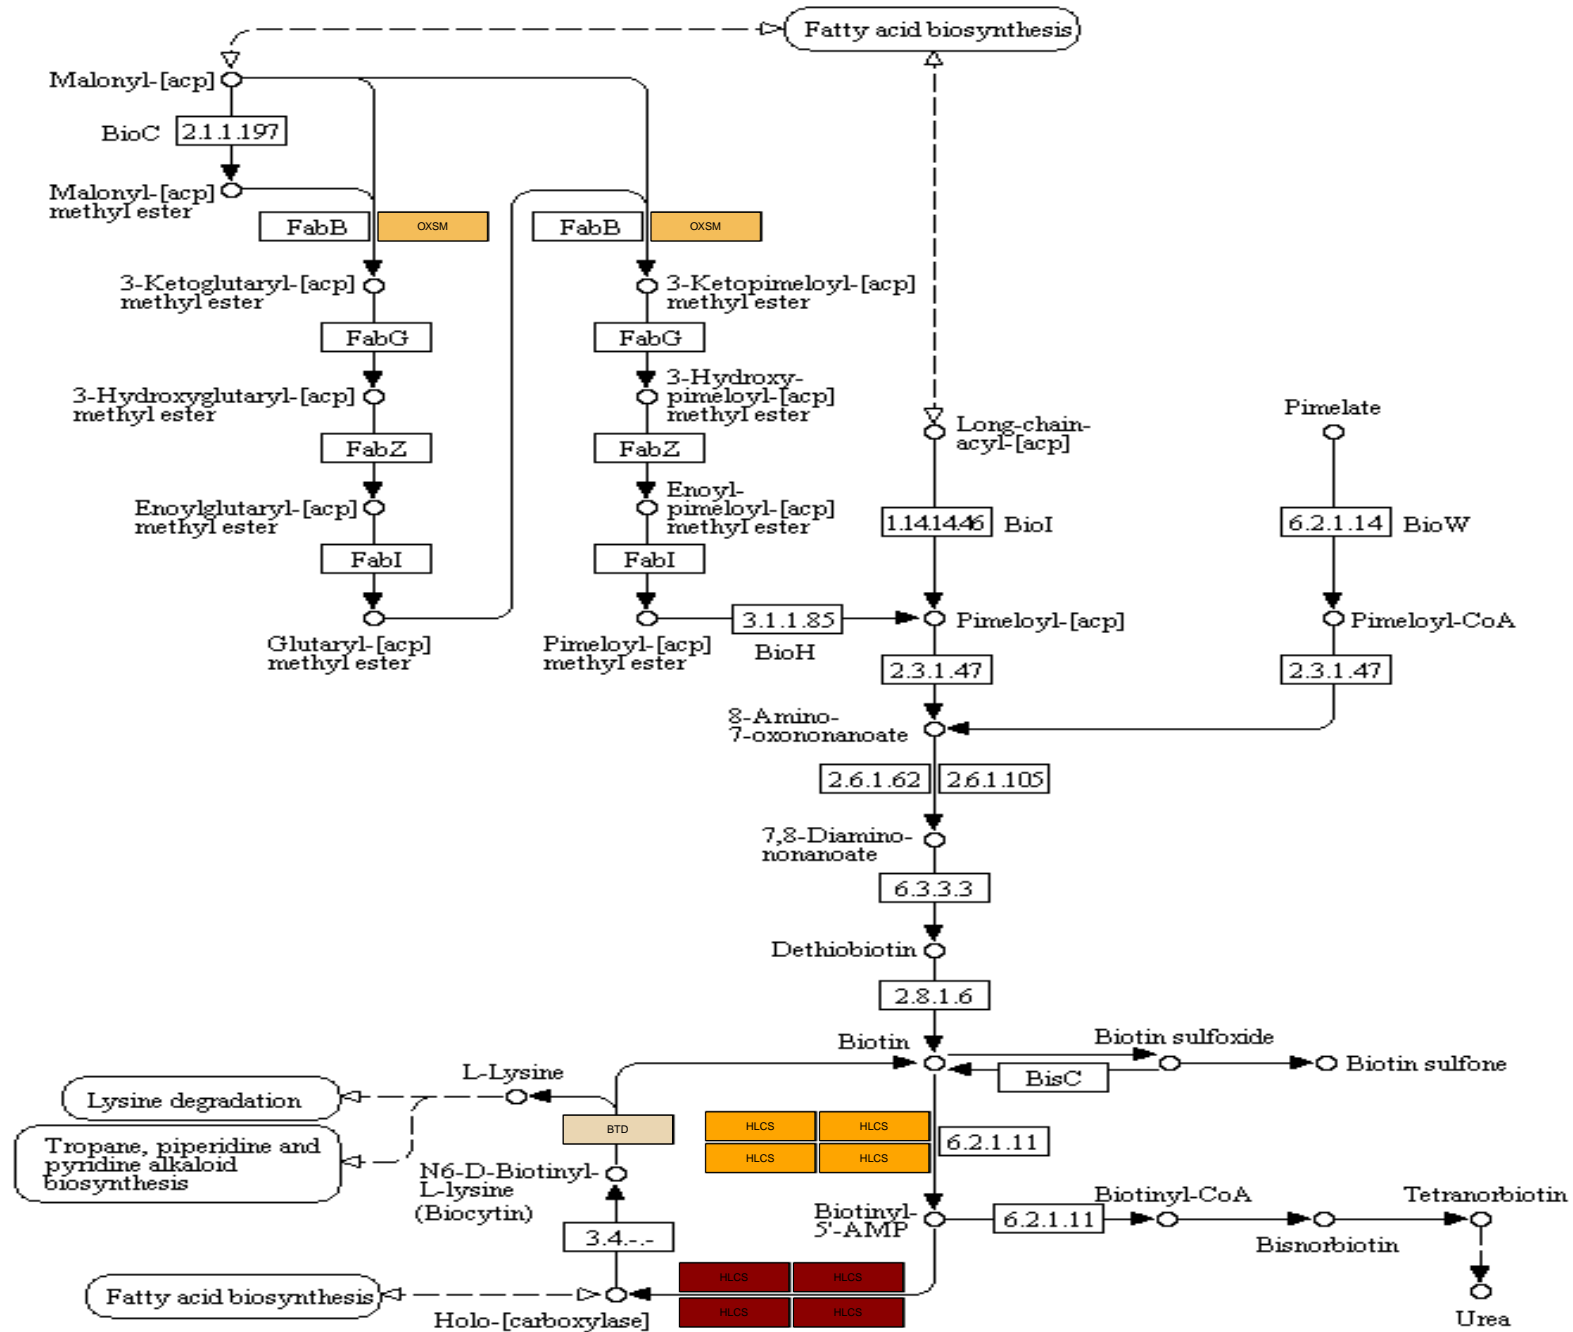 Fatty acid biosynthesis
Malonyl-[acp]
BioC
2.1.1.197
Malonyl-[acp]
methyl ester
FabB
OXSM
FabB
OXSM
3-Ketoglutaryl-[acp]
methyl ester
3-Ketopimeloyl-[acp]
methyl ester
FabG
FabG
3-Hydroxyglutaryl-[acp]
methyl ester
3-Hydroxy-
pimeloyl-[acp]
methyl ester
Long-chain-
acyl-[acp]
Pimelate
FabZ
FabZ
Enoylglutaryl-[acp]
methyl ester
Enoyl-
pimeloyl-[acp]
methyl ester
1.14.14.46
BioI
6.2.1.14
BioW
FabI
FabI
Glutaryl-[acp]
methyl ester
Pimeloyl-[acp]
methyl ester
3.1.1.85
BioH
Pimeloyl-[acp]
Pimeloyl-CoA
2.3.1.47
2.3.1.47
8-Amino-
7-oxononanoate
2.6.1.62
2.6.1.105
7,8-Diamino-
nonanoate
6.3.3.3
Dethiobiotin
2.8.1.6
Biotin
Biotin sulfoxide
Biotin sulfone
BisC
L-Lysine
Lysine degradation
Tropane, piperidine and
pyridine alkaloid
biosynthesis
BTD
HLCS
HLCS
HLCS
HLCS
6.2.1.11
N6-D-Biotinyl-
L-lysine
(Biocytin)
Biotinyl-
5'-AMP
6.2.1.11
Biotinyl-CoA
Bisnorbiotin
Tetranorbiotin
3.4.-.-
HLCS
HLCS
HLCS
HLCS
Fatty acid biosynthesis
Holo-[carboxylase]
Urea